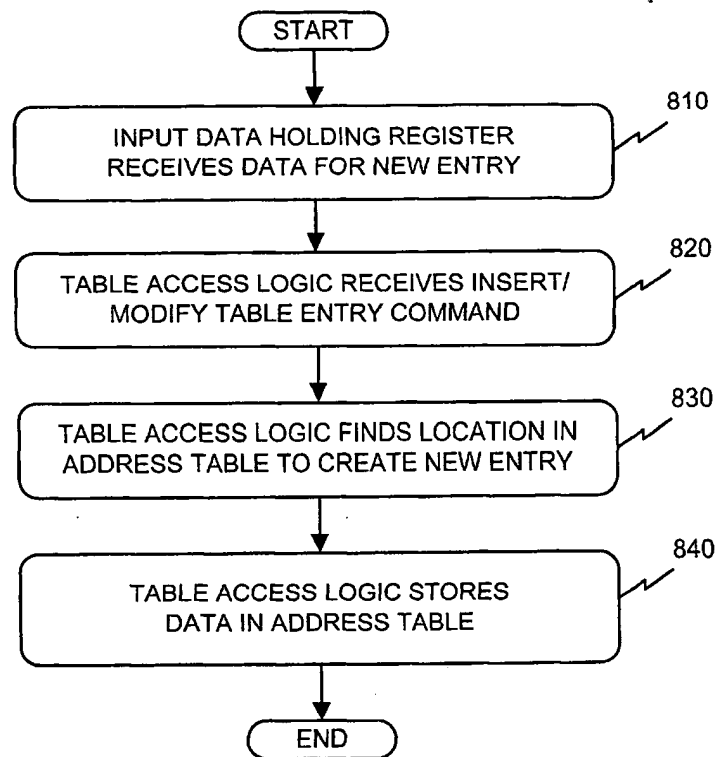 START
INPUT DATA HOLDING REGISTER
RECEIVES DATA FOR NEW ENTRY
810
TABLE ACCESS LOGIC RECEIVES INSERT/
MODIFY TABLE ENTRY COMMAND
820
TABLE ACCESS LOGIC FINDS LOCATION IN
ADDRESS TABLE TO CREATE NEW ENTRY
830
TABLE ACCESS LOGIC STORES
DATA IN ADDRESS TABLE
840
END